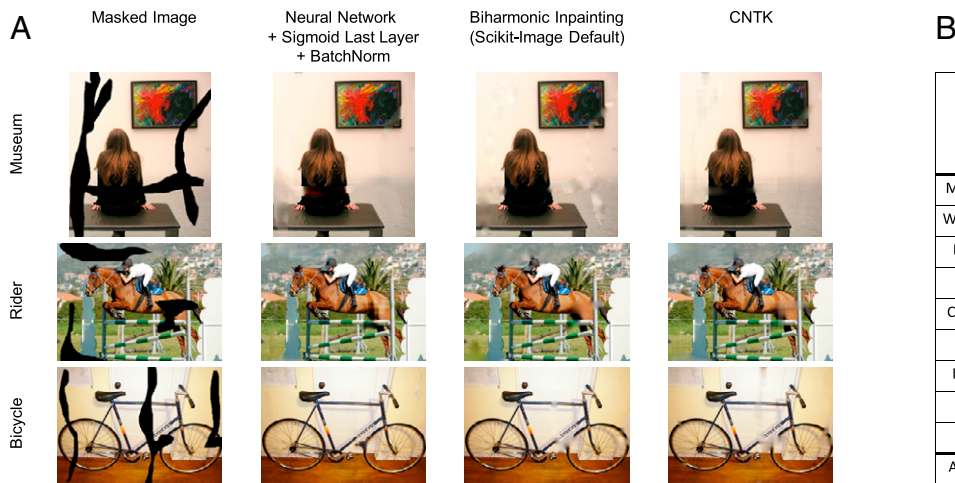 A
Masked Image
Neural Network
+ Sigmoid Last Layer
+ BatchNorm
Biharmonic Inpainting
(Scikit-Image Default)
CNTK
B
Museum
Rider
Bicycle